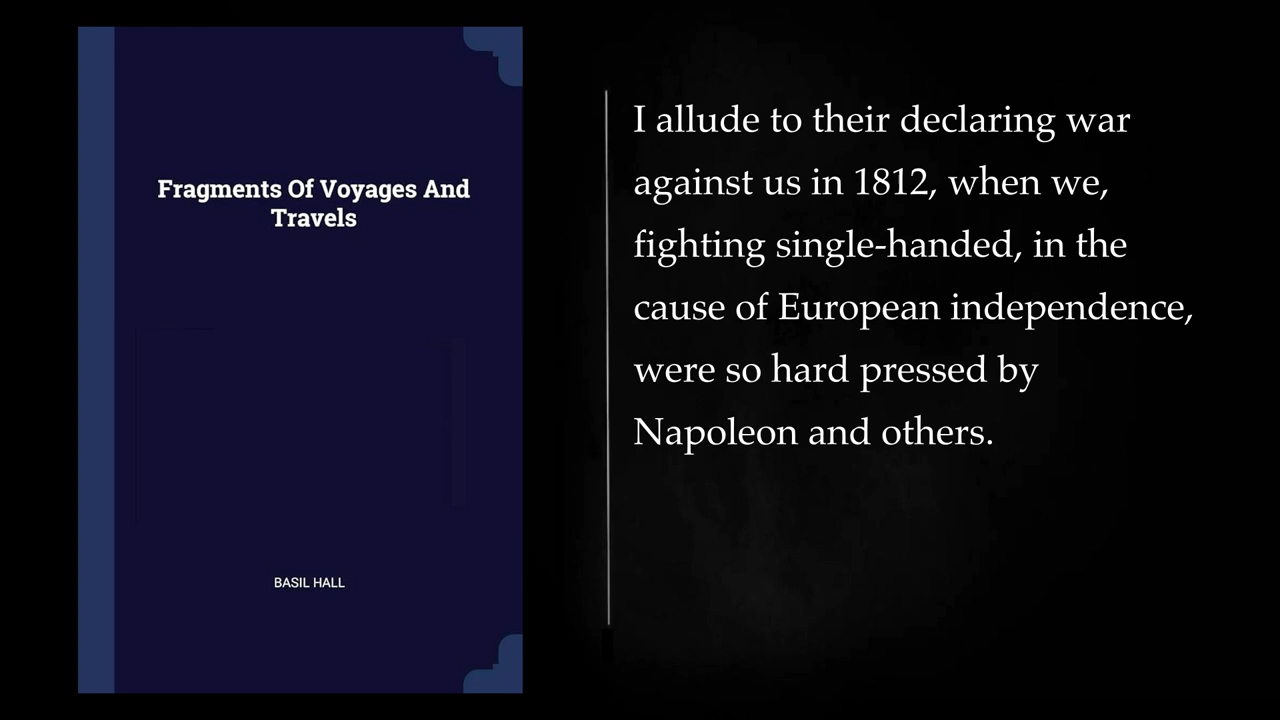 Fragments Of Voyages And
Travels
BASIL HALL
I allude to their declaring war
against us in 1812, when we,
fighting single-handed, in the
cause of European independence,
were so hard pressed by
Napoleon and others.